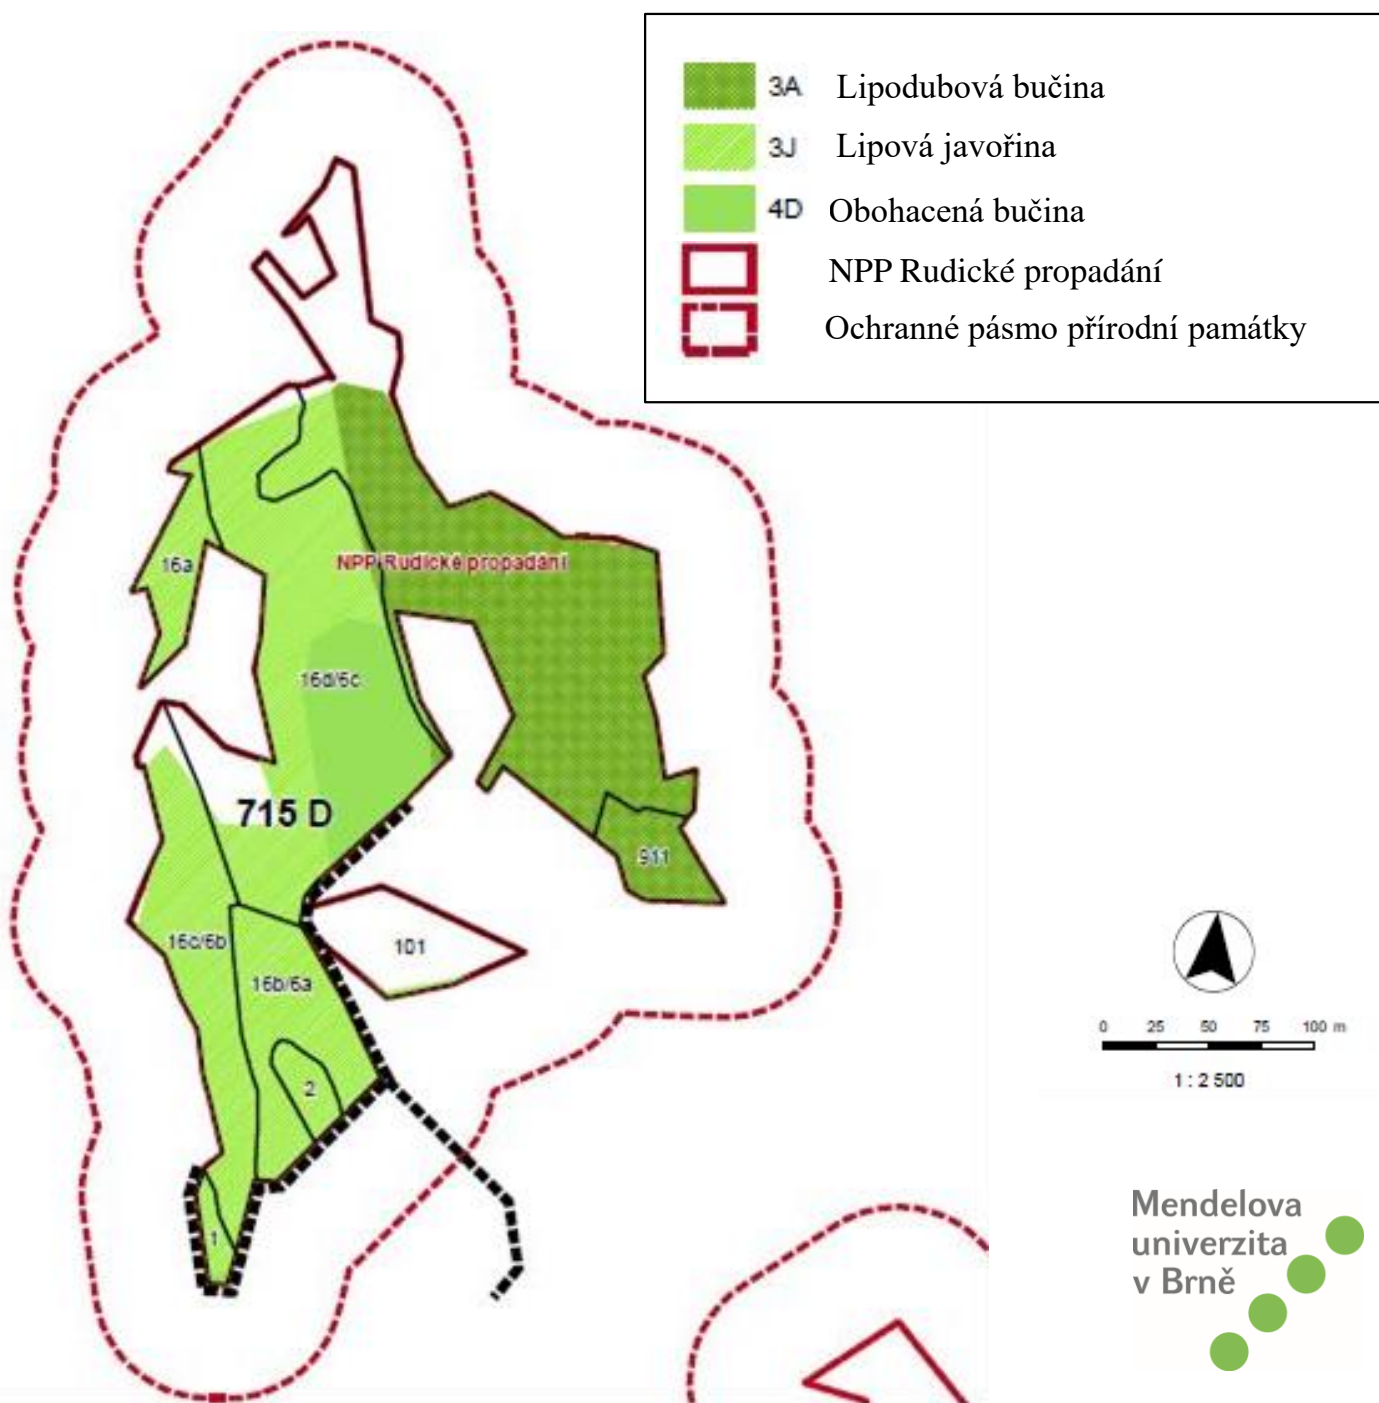 3A Lipodubová bučina
3J Lipová javořina
4D Obohacená bučina
NPP Rudické propadání
Ochranné pásmo přírodní památky
16a
NPP Rudické propadání
16d/6c
715 D
911
16c/6b
101
16b/6a
2
1
0 25 50 75 100 m
1 : 2 500
Mendelova
univerzita
v Brně